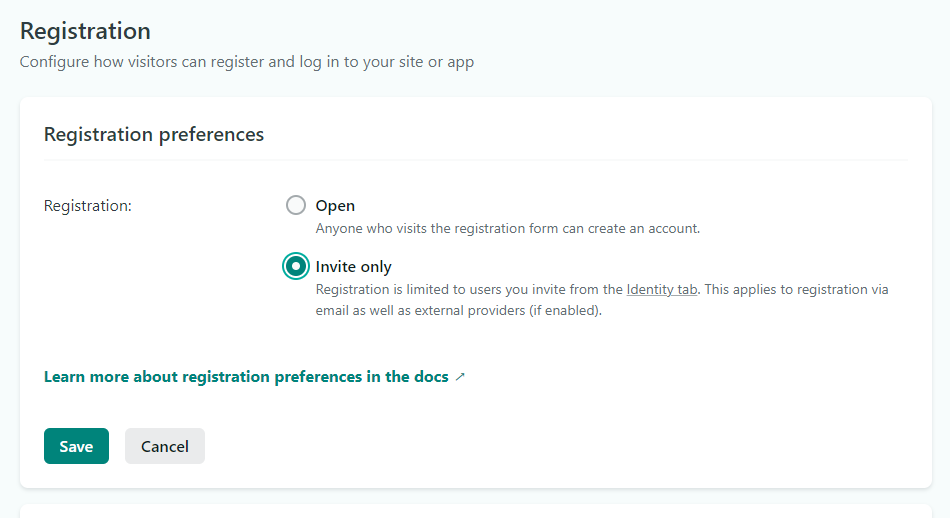 Registration
Configure how visitors can register and log in to your site or app
Registration preferences
Registration:
Open
Anyone who visits the registration form can create an account.
Invite only
Registration is limited to users you invite from the Identity tab. This applies to registration via
email as well as external providers (if enabled).
Learn more about registration preferences in the docs ↗
Save
Cancel